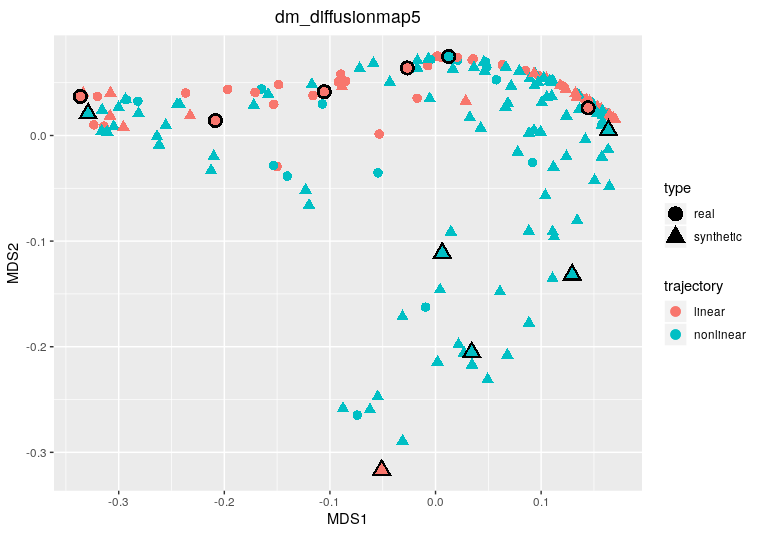 dm_diffusionmap5
MDS2
0.0
-0.1
-0.2
-0.3
-0.3
-0.2
-0.1
0.0
0.1
MDS1
type
real
synthetic
trajectory
linear
nonlinear